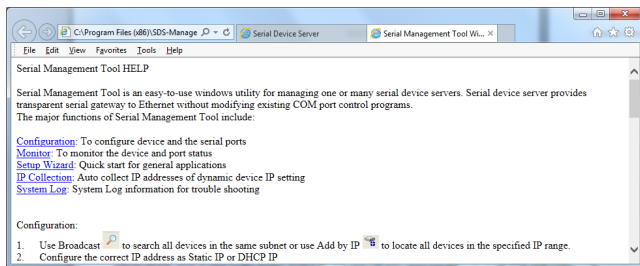 C:\Program Files (x86)\SDS-Manage
Serial Device Server
Serial Management Tool Wi...
File Edit View Favorites Tools Help
Serial Management Tool HELP
Serial Management Tool is an easy-to-use windows utility for managing one or many serial device servers. Serial device server provides
transparent serial gateway to Ethernet without modifying existing COM port control programs.
The major functions of Serial Management Tool include:
Configuration: To configure device and the serial ports
Monitor: To monitor the device and port status
Setup Wizard: Quick start for general applications
IP Collection: Auto collect IP addresses of dynamic device IP setting
System Log: System Log information for trouble shooting
Configuration:
1. Use Broadcast to search all devices in the same subnet or use Add by IP to locate all devices in the specified IP range.
2. Configure the correct IP address as Static IP or DHCP IP